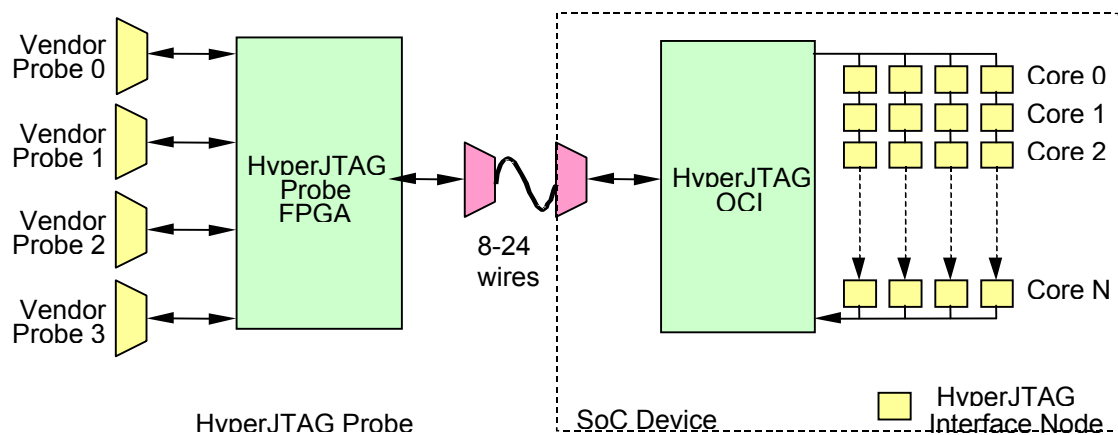 Vendor
Probe 0
Vendor
Probe 1
Vendor
Probe 2
Vendor
Probe 3
HyperJTAG
Probe
FPGA
8-24
wires
HyperJTAG
OCI
Core 0
Core 1
Core 2
Core N
HyperJTAG Probe
SoC Device
HyperJTAG
Interface Node